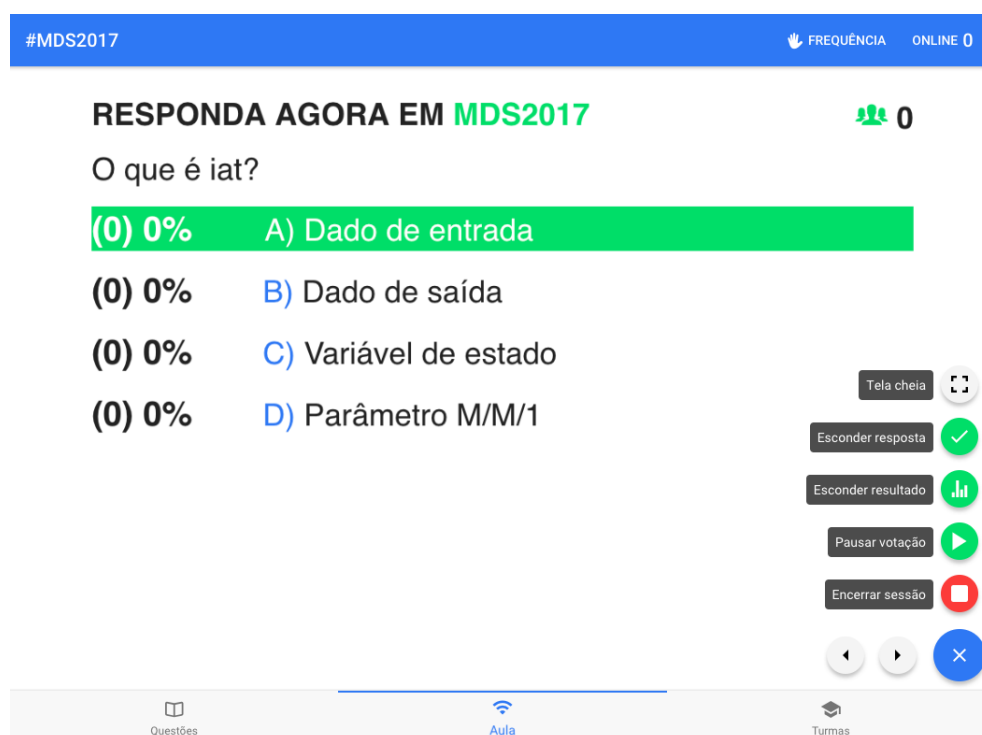 #MDS2017 FREQUÊNCIA ONLINE 0
RESPONDA AGORA EM MDS2017 0
O que é iat?
(0) 0% A) Dado de entrada
(0) 0% B) Dado de saída
(0) 0% C) Variável de estado
(0) 0% D) Parâmetro M/M/1
Tela cheia
Esconder resposta
Esconder resultado
Pausar votação
Encerrar sessão
Questões Aula Turmas